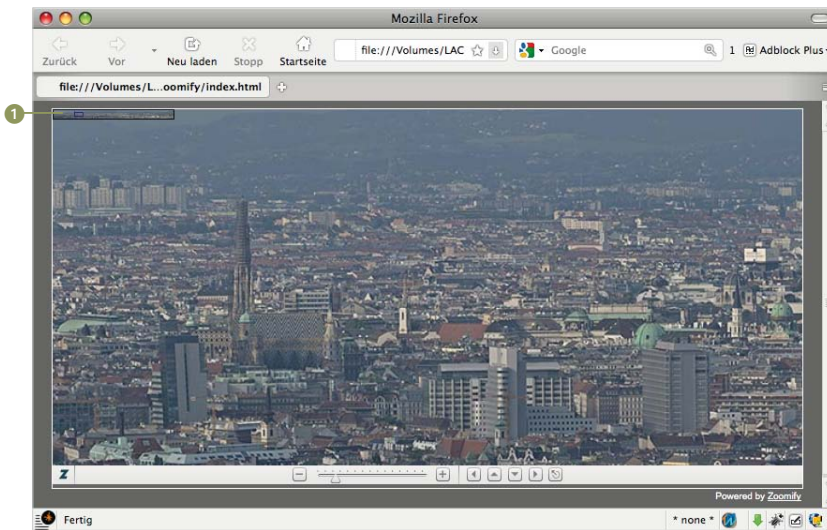 Mozilla Firefox
Zurück Vor Neu laden Stopp Startseite file:///Volumes/LAC Google 1 Adblock Plus
file:///Volumes/L...oomify/index.html
1
Z
Powered by Zoomify
Fertig * none *